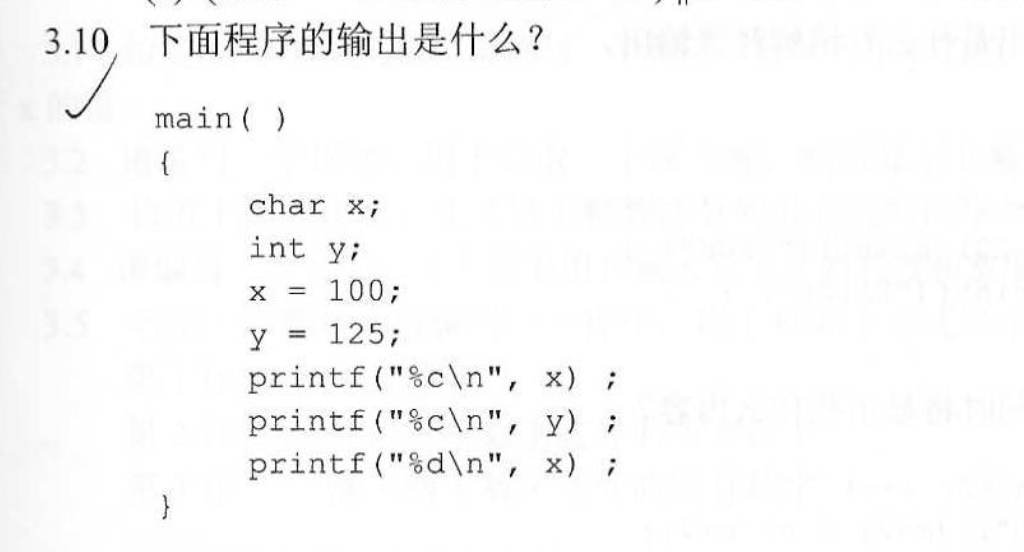 3.10 下面程序的输出是什么?
main( )
{
char x;
int y;
x = 100;
y = 125;
printf("%c\n", x) ;
printf("%c\n", y) ;
printf("%d\n", x) ;
}